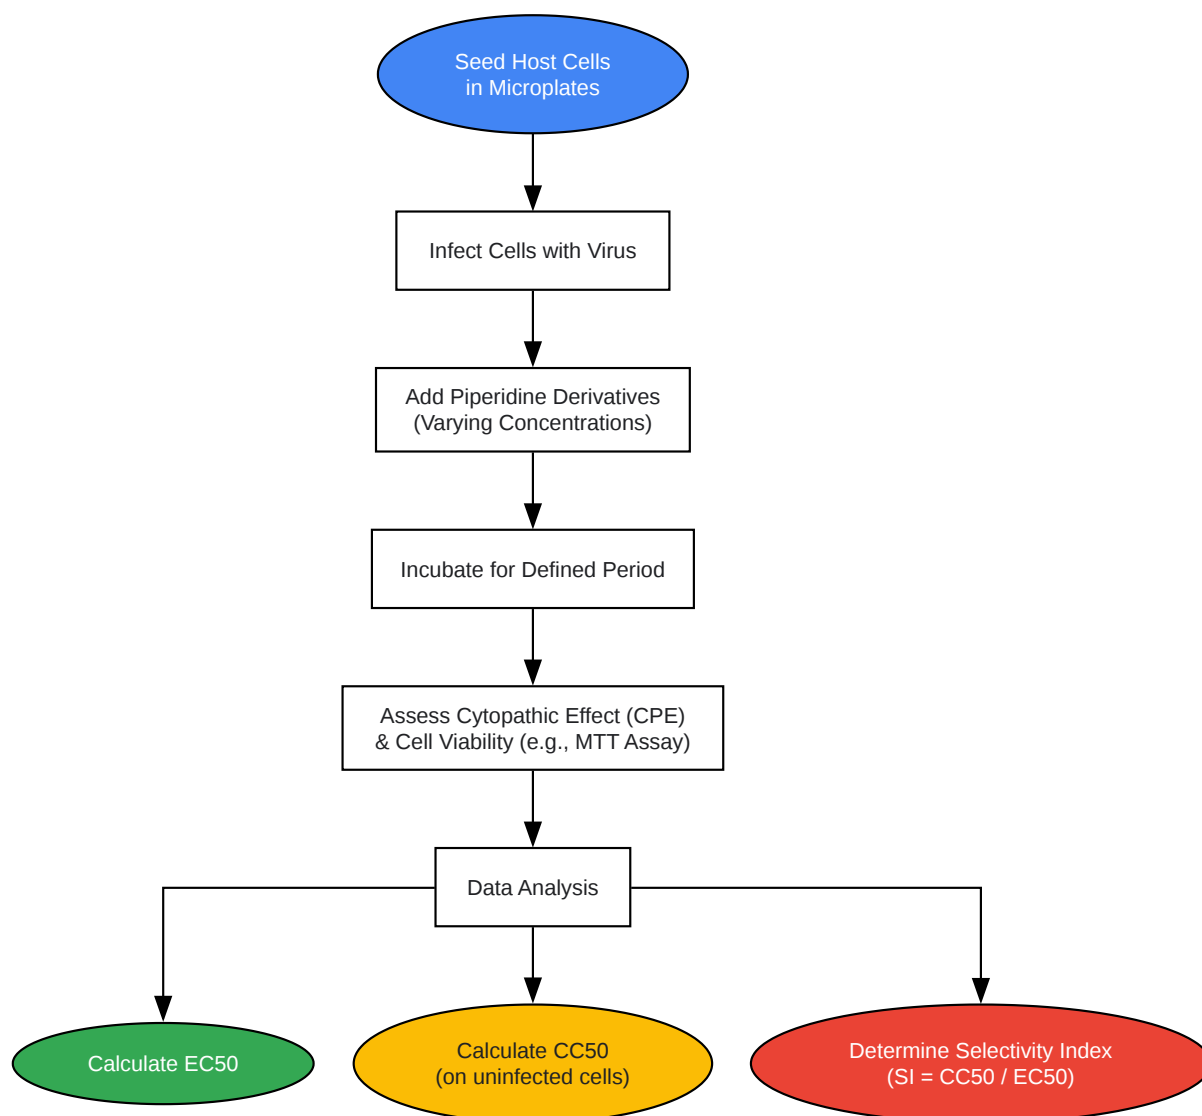 Seed Host Cells
in Microplates
Infect Cells with Virus
Add Piperidine Derivatives
(Varying Concentrations)
Incubate for Defined Period
Assess Cytopathic Effect (CPE)
& Cell Viability (e.g., MTT Assay)
Data Analysis
Calculate EC50
Calculate CC50
(on uninfected cells)
Determine Selectivity Index
(SI = CC50 / EC50)